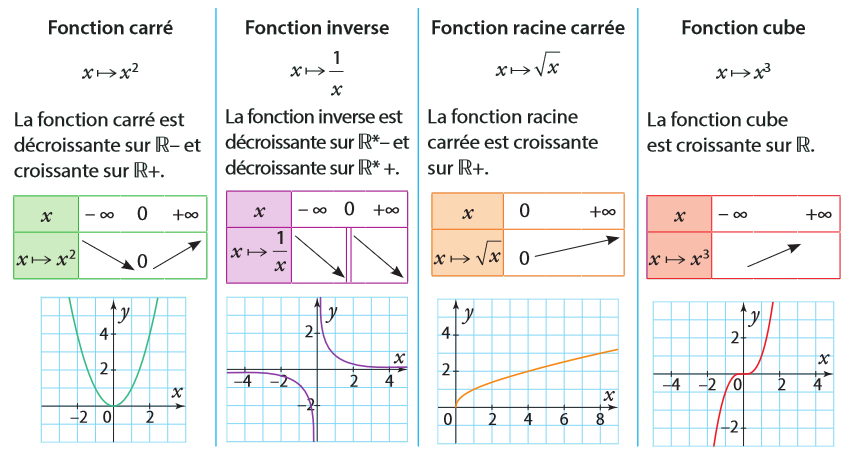 Fonction carré
x ↦ x²
La fonction carré est
décroissante sur ℝ– et
croissante sur ℝ+.
x – ∞ 0 +∞
x ↦ x² 0
y
4
2
x
–2 0 2
Fonction inverse
x ↦ 1/x
La fonction inverse est
décroissante sur ℝ*– et
décroissante sur ℝ* +.
x – ∞ 0 +∞
x ↦ 1/x
y
2
x
–4 –2 2 4
–2
Fonction racine carrée
x ↦ √x
La fonction racine
carrée est croissante
sur ℝ+.
x 0 +∞
x ↦ √x 0
y
4
2
x
0 2 4 6 8
Fonction cube
x ↦ x³
La fonction cube
est croissante sur ℝ.
x – ∞ +∞
x ↦ x³
y
2
x
–4 –2 0 2 4
–2